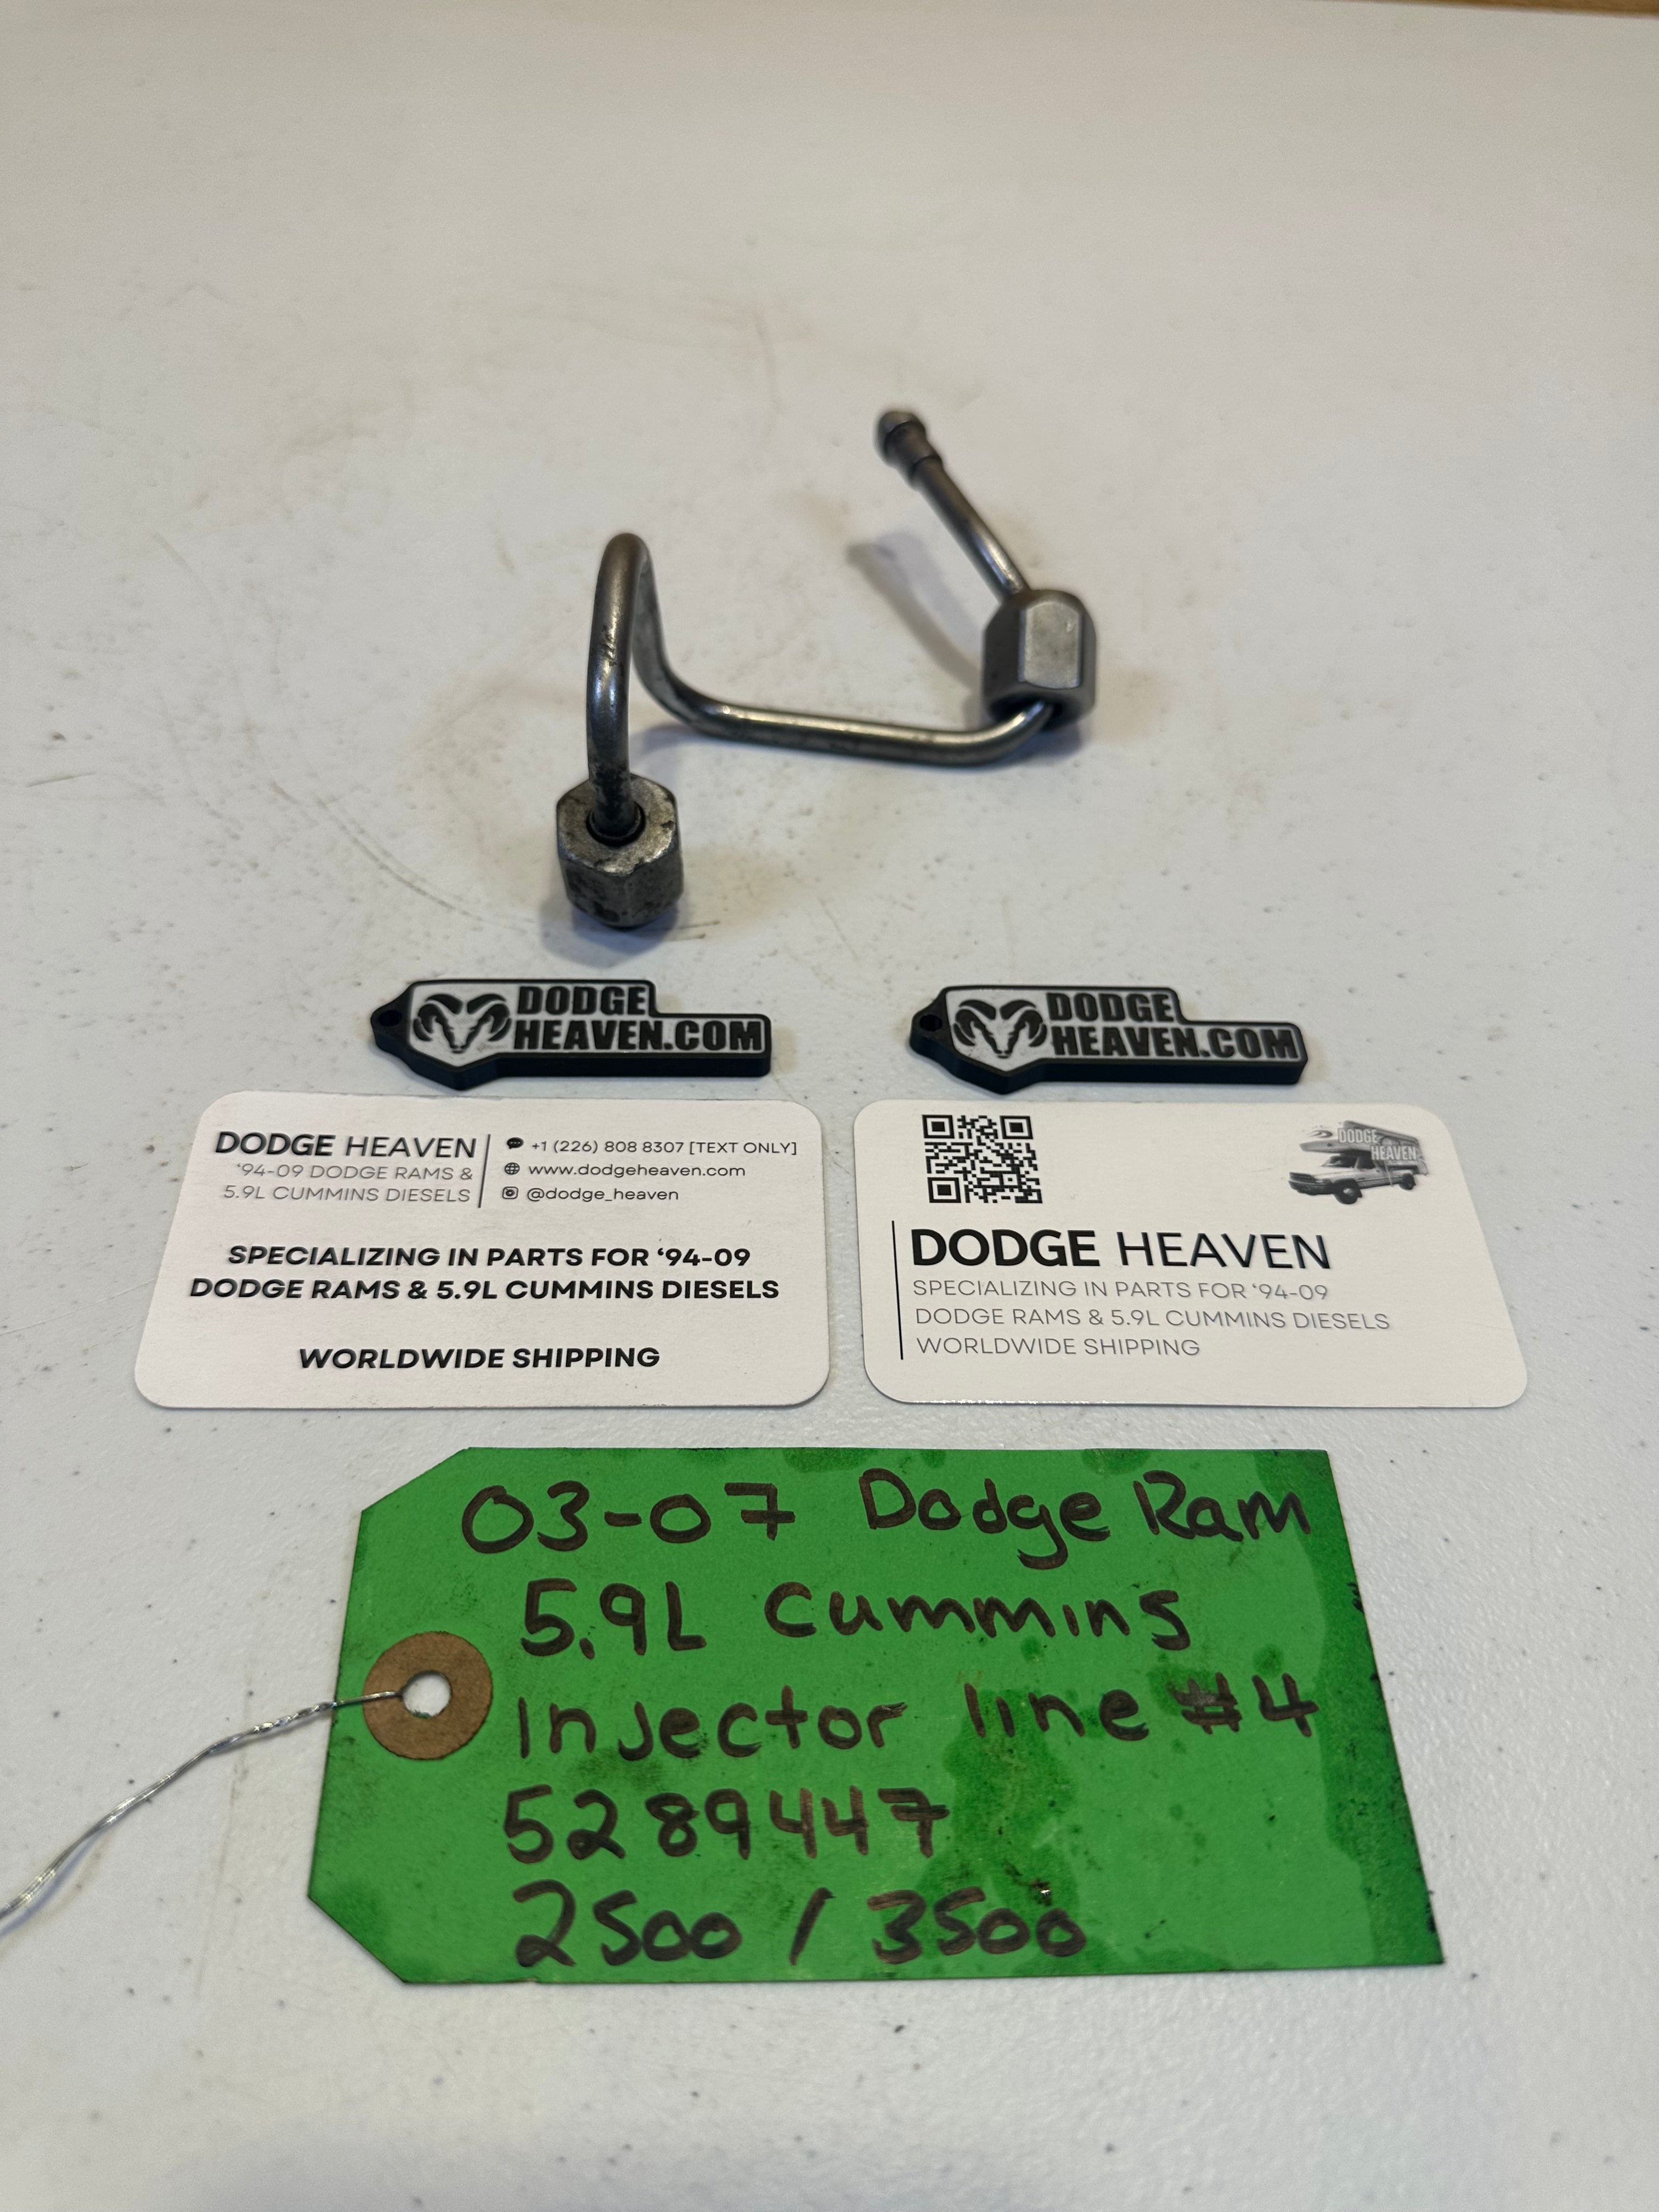 DODGE
HEAVEN.COM
DODGE
HEAVEN.COM
DODGE HEAVEN
'94-09 DODGE RAMS &
5.9L CUMMINS DIESELS
+1 (226) 808 8307 [TEXT ONLY]
www.dodgeheaven.com
@dodge_heaven
SPECIALIZING IN PARTS FOR ‘94-09
DODGE RAMS & 5.9L CUMMINS DIESELS
WORLDWIDE SHIPPING
DODGE
HEAVEN
DODGE HEAVEN
SPECIALIZING IN PARTS FOR ‘94-09
DODGE RAMS & 5.9L CUMMINS DIESELS
WORLDWIDE SHIPPING
03-07 Dodge Ram
5.9L Cummins
Injector line #4
5289447
2500 / 3500